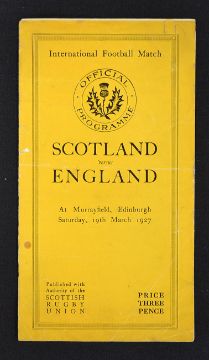 International Football Match
OFFICIAL
PROGRAMME
SCOTLAND
versus
ENGLAND
At Murrayfield, Edinburgh
Saturday, 19th March 1927
Published with
Authority of the
SCOTTISH
RUGBY
UNION
PRICE
THREE
PENCE